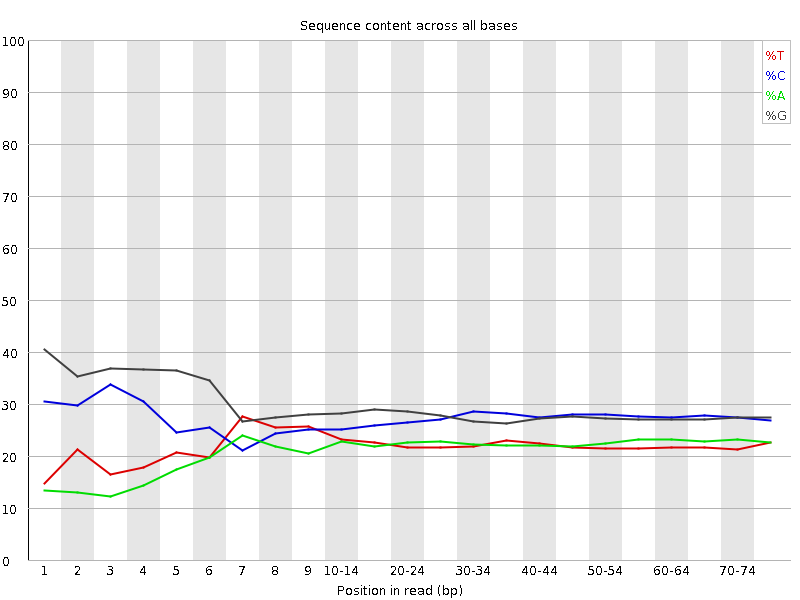 Sequence content across all bases
100
90
80
70
60
50
40
30
20
10
0
%T
%C
%A
%G
1 2 3 4 5 6 7 8 9 10-14 20-24 30-34 40-44 50-54 60-64 70-74
Position in read (bp)